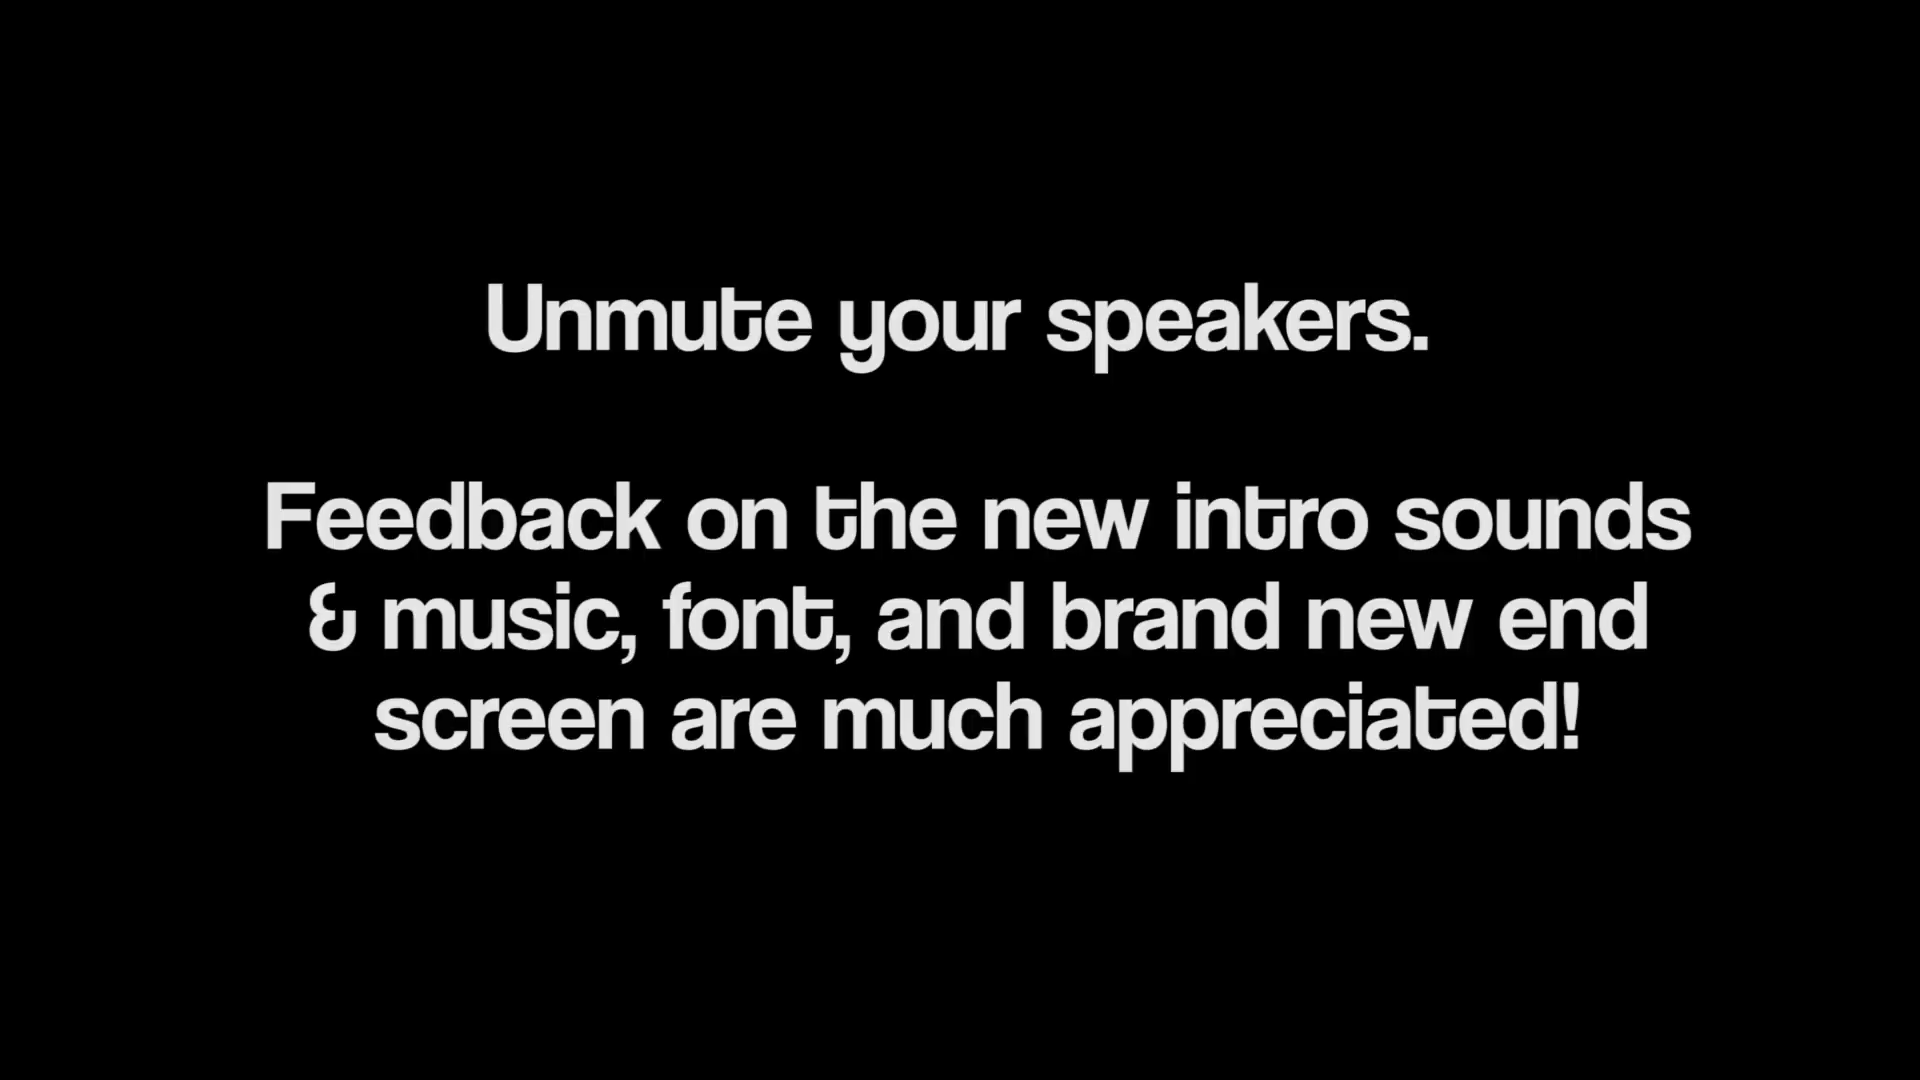 Unmute your speakers.
Feedback on the new intro sounds
& music, font, and brand new end
screen are much appreciated!